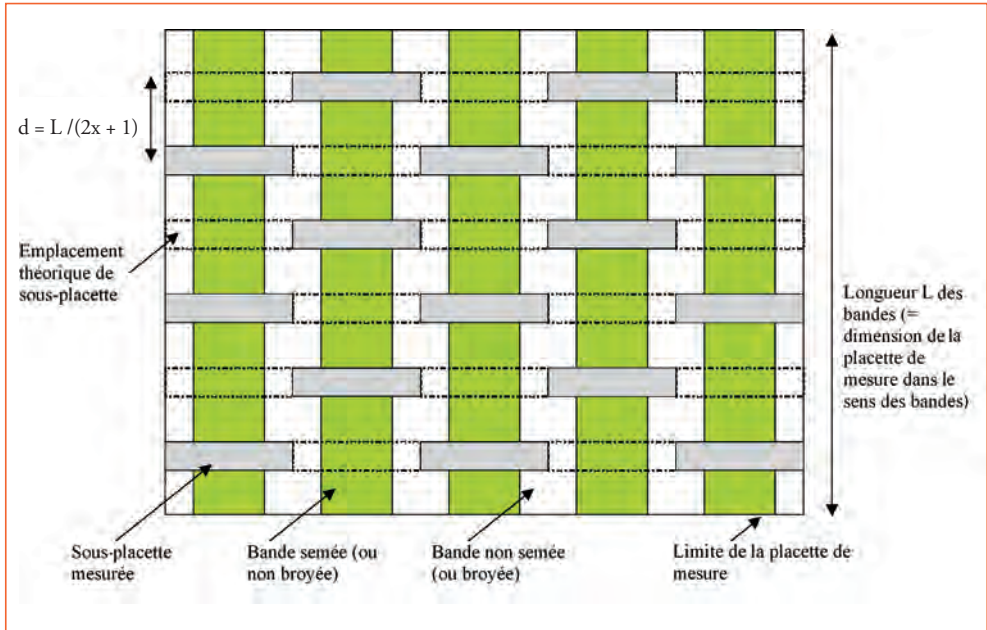 d = L /(2x + 1)
Emplacement
théorique de
sous-placette
Longueur L des
bandes (=
dimension de la
placette de
mesure dans le
sens des bandes)
Sous-placette
mesurée
Bande semée (ou
non broyée)
Bande non semée
(ou broyée)
Limite de la placette de
mesure